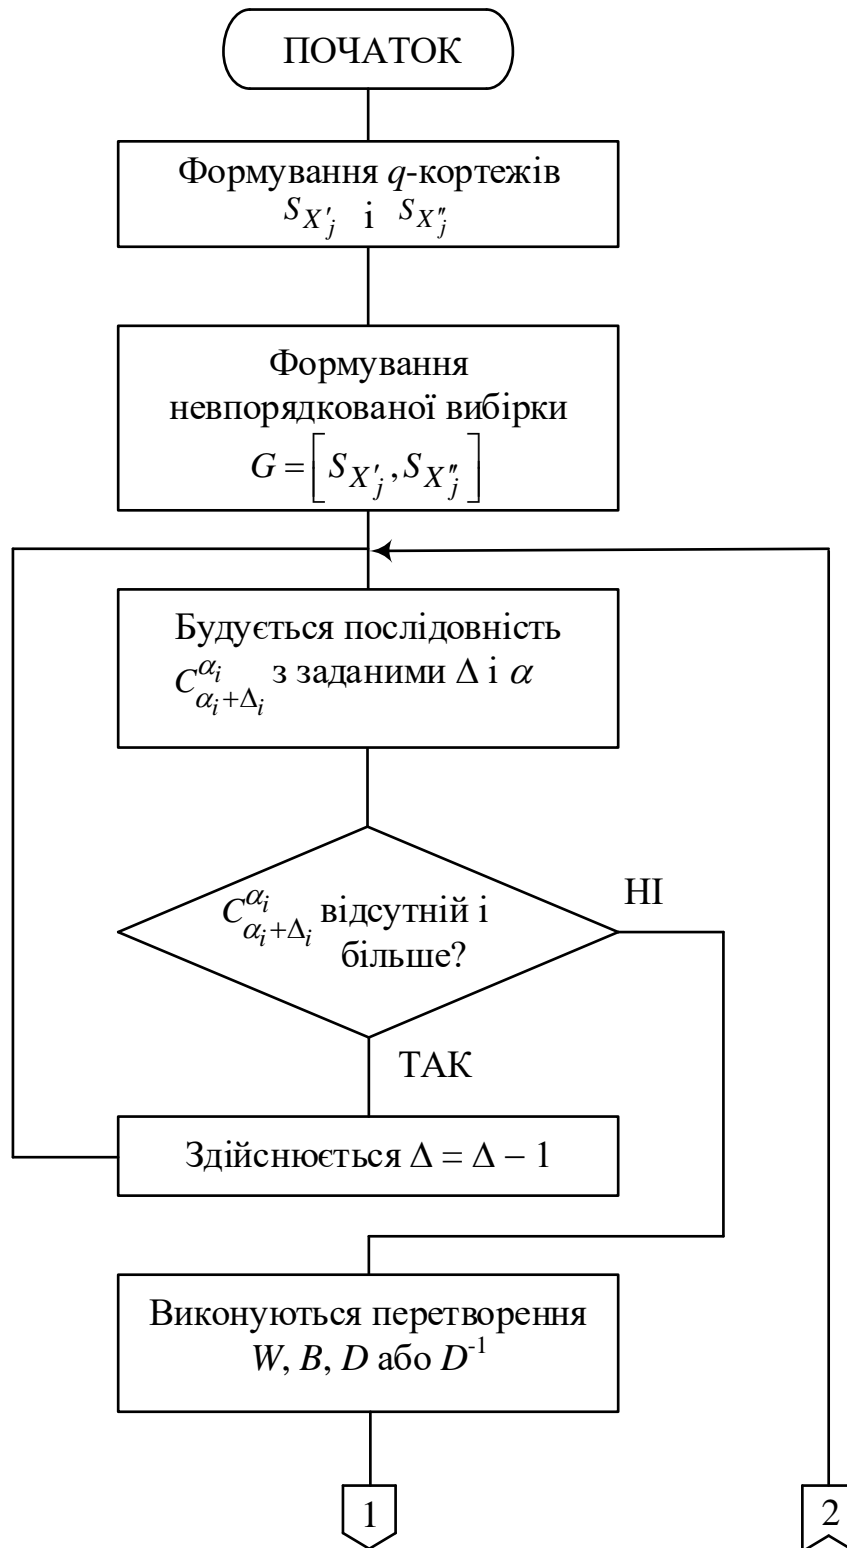 ПОЧАТОК
Формування q-кортежів
S_{X'_j} і S_{X''_j}
Формування
невпорядкованої вибірки
G = [S_{X'_j}, S_{X''_j}]
Будується послідовність
C^{α_i}_{α_i+Δ_i} з заданими Δ і α
C^{α_i}_{α_i+Δ_i} відсутній і
більше?
НІ
ТАК
Здійснюється Δ = Δ − 1
Виконуються перетворення
W, B, D або D^{-1}
1
2